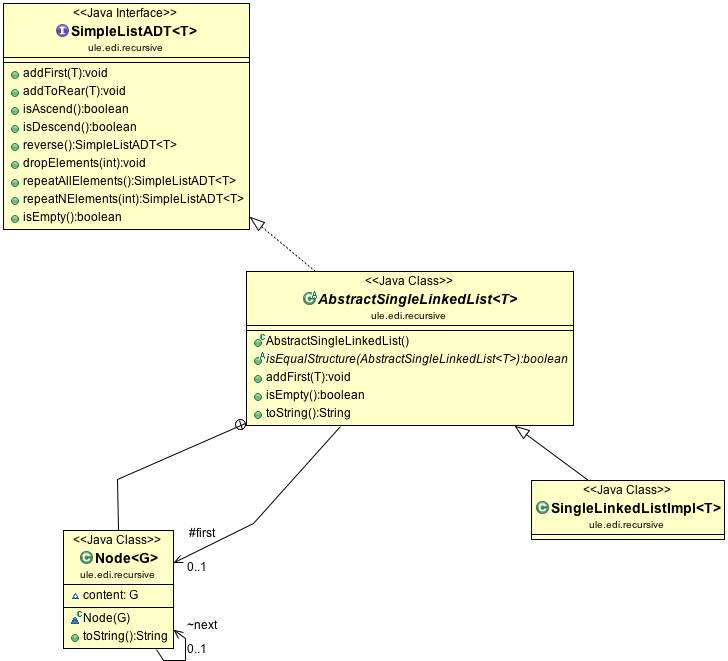 <<Java Interface>>
SimpleListADT<T>
ule.edi.recursive
addFirst(T):void
addToRear(T):void
isAscend():boolean
isDescend():boolean
reverse():SimpleListADT<T>
dropElements(int):void
repeatAllElements():SimpleListADT<T>
repeatNElements(int):SimpleListADT<T>
isEmpty():boolean
<<Java Class>>
AbstractSingleLinkedList<T>
ule.edi.recursive
AbstractSingleLinkedList()
isEqualStructure(AbstractSingleLinkedList<T>):boolean
addFirst(T):void
isEmpty():boolean
toString():String
<<Java Class>>
SingleLinkedListImpl<T>
ule.edi.recursive
#first
0..1
<<Java Class>>
Node<G>
ule.edi.recursive
content: G
Node(G)
toString():String
~next
0..1